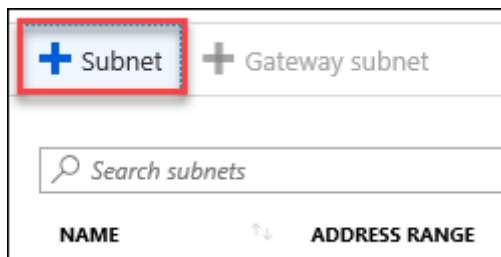 + Subnet + Gateway subnet
Search subnets
NAME ↑↓ ADDRESS RANGE